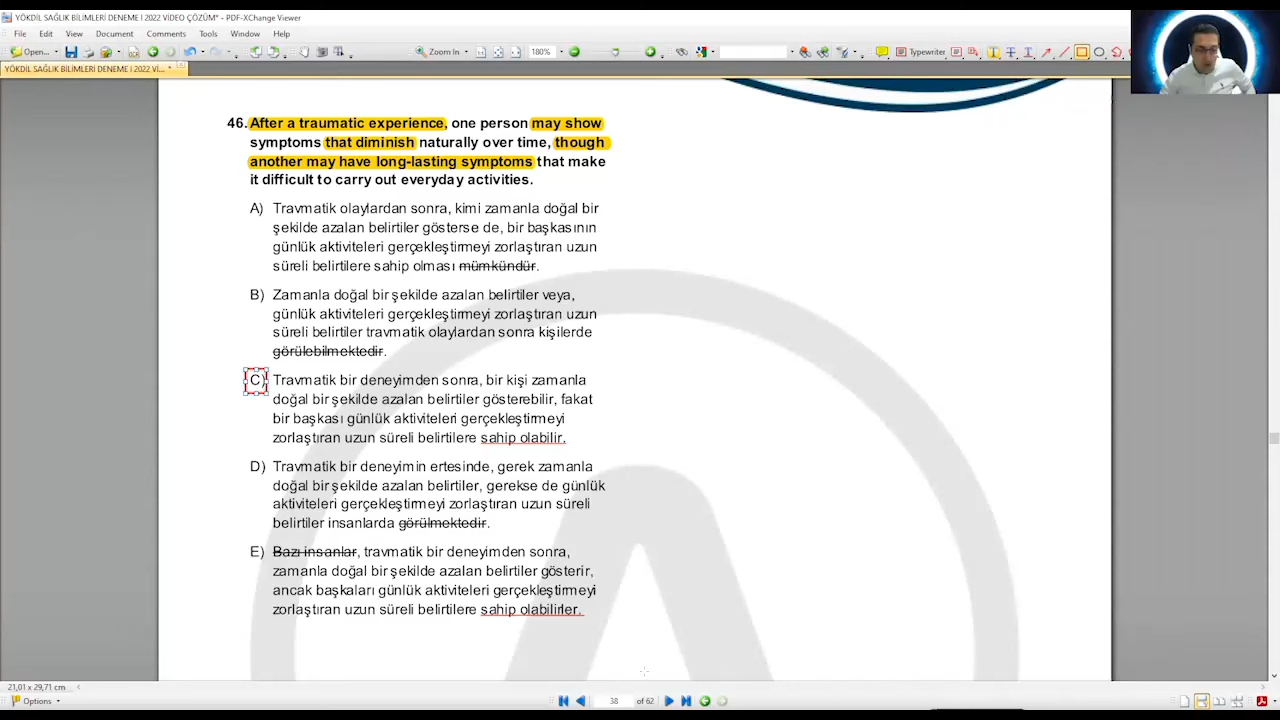 YÖKDİL SAĞLIK BİLİMLERİ DENEME I 2022 VİDEO ÇÖZÜM* - PDF-XChange Viewer
File Edit View Document Comments Tools Window Help
Open... Zoom In 180% Typewriter
YÖKDİL SAĞLIK BİLİMLERİ DENEME I 2022 Vİ... *
46. After a traumatic experience, one person may show
symptoms that diminish naturally over time, though
another may have long-lasting symptoms that make
it difficult to carry out everyday activities.
A) Travmatik olaylardan sonra, kimi zamanla doğal bir
şekilde azalan belirtiler gösterse de, bir başkasının
günlük aktiviteleri gerçekleştirmeyi zorlaştıran uzun
süreli belirtilere sahip olması mümkündür.
B) Zamanla doğal bir şekilde azalan belirtiler veya,
günlük aktiviteleri gerçekleştirmeyi zorlaştıran uzun
süreli belirtiler travmatik olaylardan sonra kişilerde
görülebilmektedir.
C) Travmatik bir deneyimden sonra, bir kişi zamanla
doğal bir şekilde azalan belirtiler gösterebilir, fakat
bir başkası günlük aktiviteleri gerçekleştirmeyi
zorlaştıran uzun süreli belirtilere sahip olabilir.
D) Travmatik bir deneyimin ertesinde, gerek zamanla
doğal bir şekilde azalan belirtiler, gerekse de günlük
aktiviteleri gerçekleştirmeyi zorlaştıran uzun süreli
belirtiler insanlarda görülmektedir.
E) Bazı insanlar, travmatik bir deneyimden sonra,
zamanla doğal bir şekilde azalan belirtiler gösterir,
ancak başkaları günlük aktiviteleri gerçekleştirmeyi
zorlaştıran uzun süreli belirtilere sahip olabilirler.
21,01 x 29,71 cm
Options 38 of 62